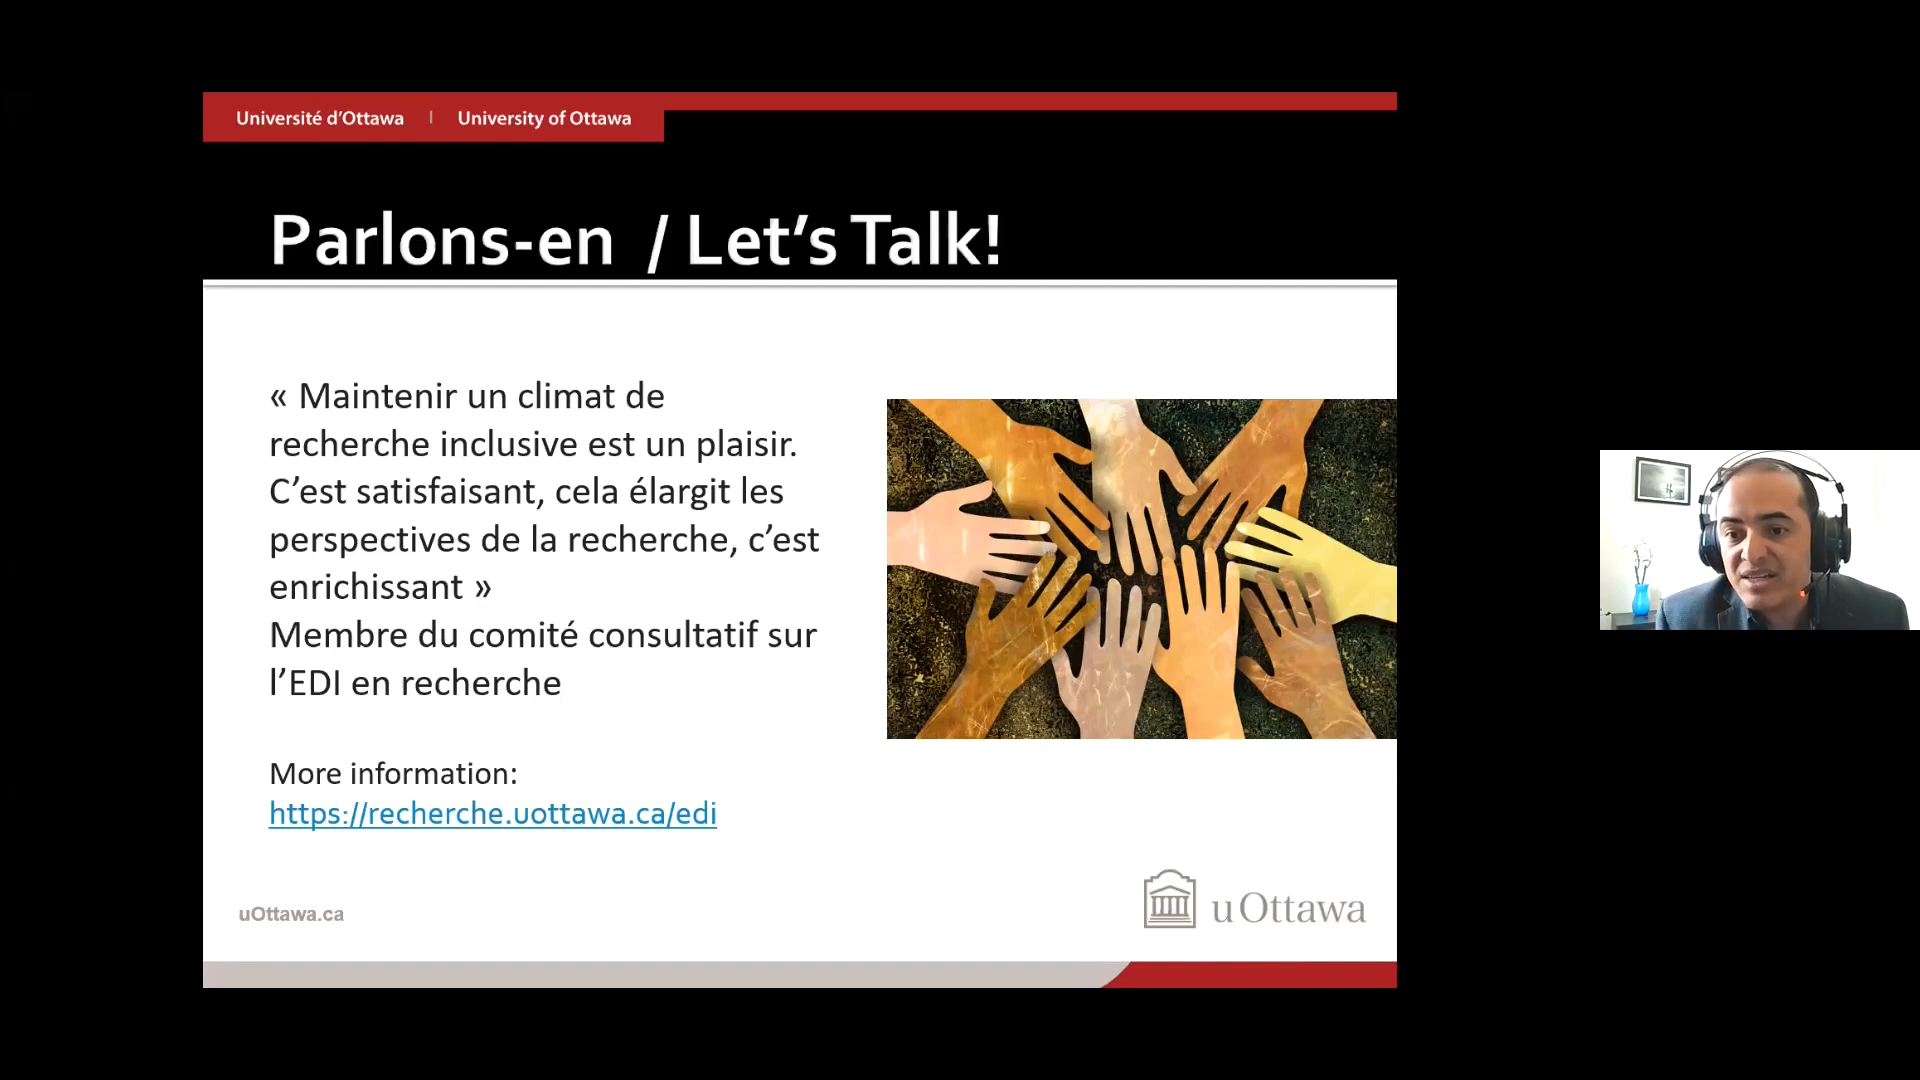 Université d'Ottawa | University of Ottawa
Parlons-en / Let's Talk!
« Maintenir un climat de
recherche inclusive est un plaisir.
C'est satisfaisant, cela élargit les
perspectives de la recherche, c'est
enrichissant »
Membre du comité consultatif sur
l'EDI en recherche
More information:
https://recherche.uottawa.ca/edi
uOttawa.ca
uOttawa